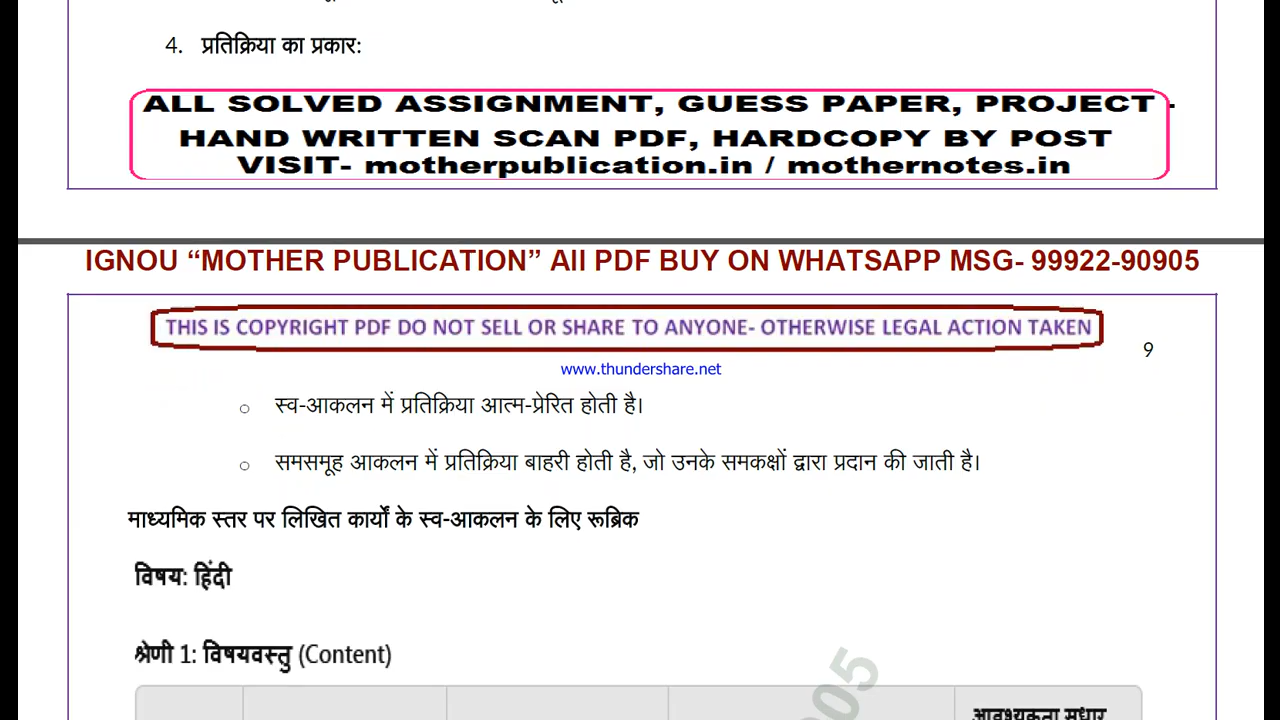 4. प्रतिक्रिया का प्रकार:
ALL SOLVED ASSIGNMENT, GUESS PAPER, PROJECT -
HAND WRITTEN SCAN PDF, HARDCOPY BY POST
VISIT- motherpublication.in / mothernotes.in
IGNOU “MOTHER PUBLICATION” All PDF BUY ON WHATSAPP MSG- 99922-90905
THIS IS COPYRIGHT PDF DO NOT SELL OR SHARE TO ANYONE- OTHERWISE LEGAL ACTION TAKEN
9
www.thundershare.net
○ स्व-आकलन में प्रतिक्रिया आत्म-प्रेरित होती है।
○ समसमूह आकलन में प्रतिक्रिया बाहरी होती है, जो उनके समकक्षों द्वारा प्रदान की जाती है।
माध्यमिक स्तर पर लिखित कार्यों के स्व-आकलन के लिए रूब्रिक
विषय: हिंदी
श्रेणी 1: विषयवस्तु (Content)
005
आवश्यकता सुधार